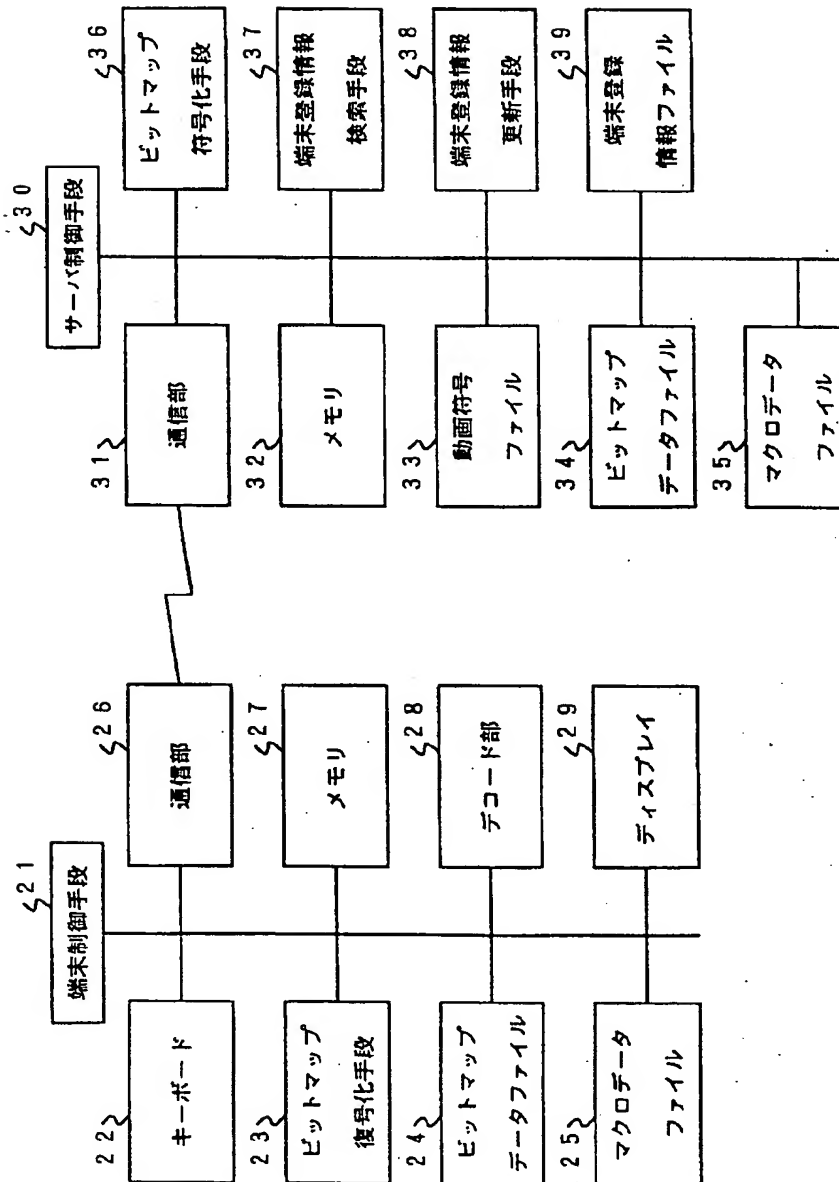 21
端末制御手段
22
キーボード
23
ビットマップ
復号化手段
24
ビットマップ
データファイル
25
マクロデータ
ファイル
26
通信部
27
メモリ
28
デコード部
29
ディスプレイ
30
サーバ制御手段
31
通信部
32
メモリ
33
動画符号
ファイル
34
ビットマップ
データファイル
35
マクロデータ
ファイル
36
ビットマップ
符号化手段
37
端末登録情報
検索手段
38
端末登録情報
更新手段
39
端末登録
情報ファイル